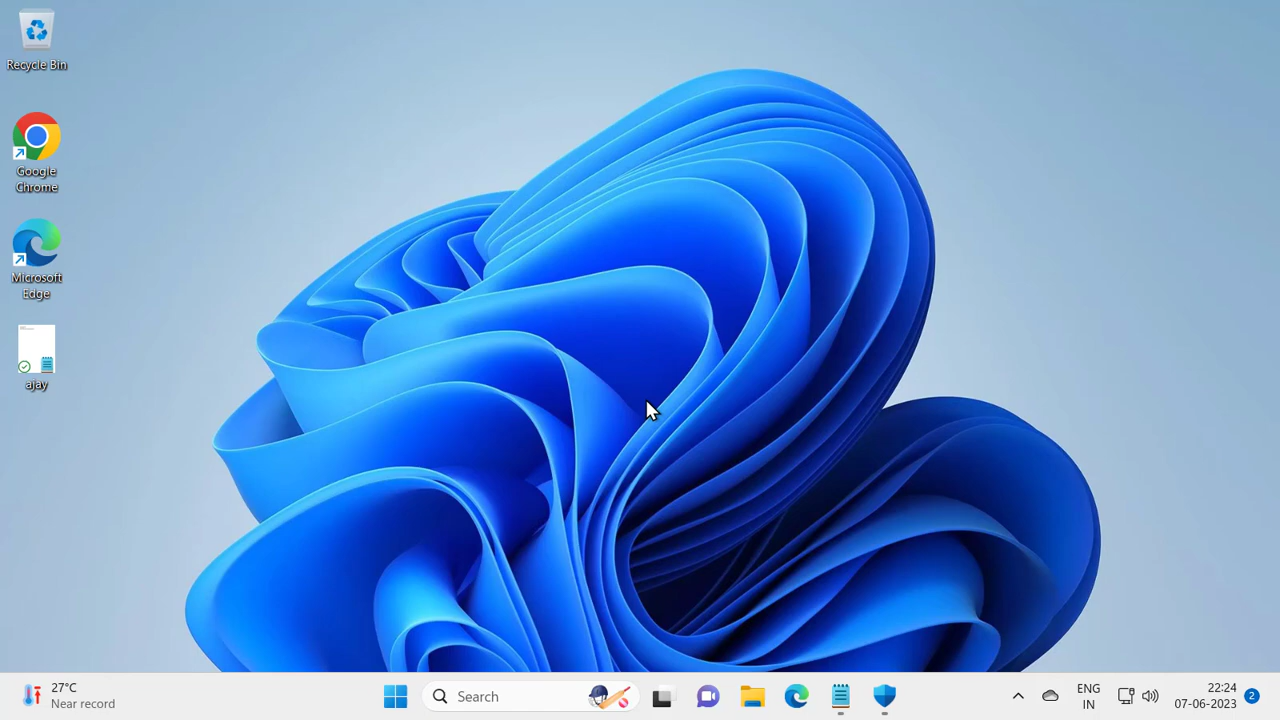 Recycle Bin
Google
Chrome
Microsoft
Edge
ajay
27°C
Near record
Search
ENG
IN
22:24
07-06-2023
2